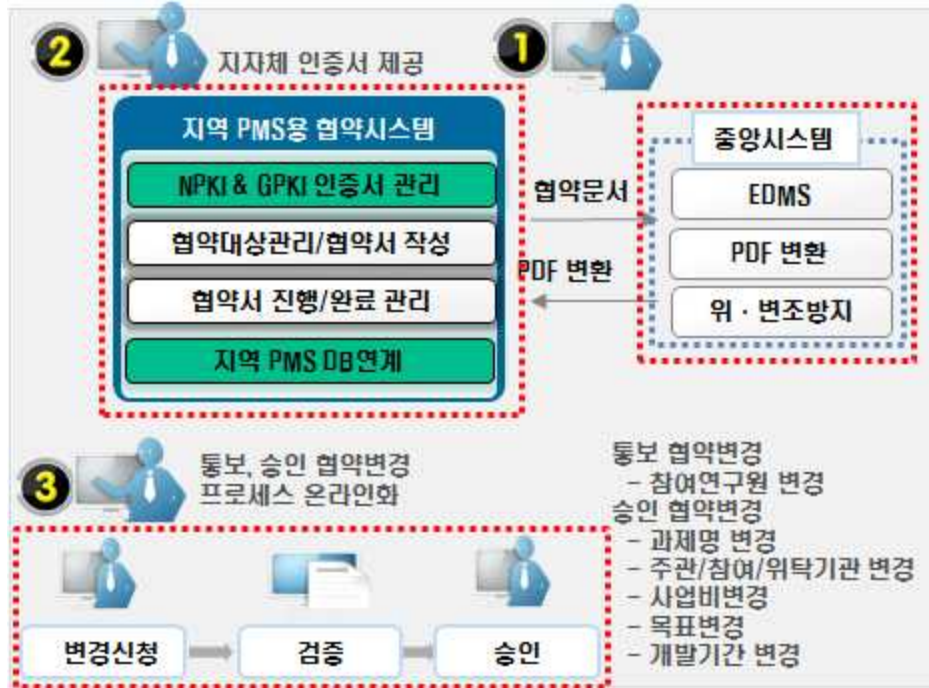 2
지자체 인증서 제공
1
지역 PMS용 협약시스템
NPKI & GPKI 인증서 관리
협약대상관리/협약서 작성
협약서 진행/완료 관리
지역 PMS DB연계
협약문서
PDF 변환
중앙시스템
EDMS
PDF 변환
위 · 변조방지
3
통보, 승인 협약변경
프로세스 온라인화
변경신청
검증
승인
통보 협약변경
– 참여연구원 변경
승인 협약변경
– 과제명 변경
– 주관/참여/위탁기관 변경
– 사업비변경
– 목표변경
– 개발기간 변경